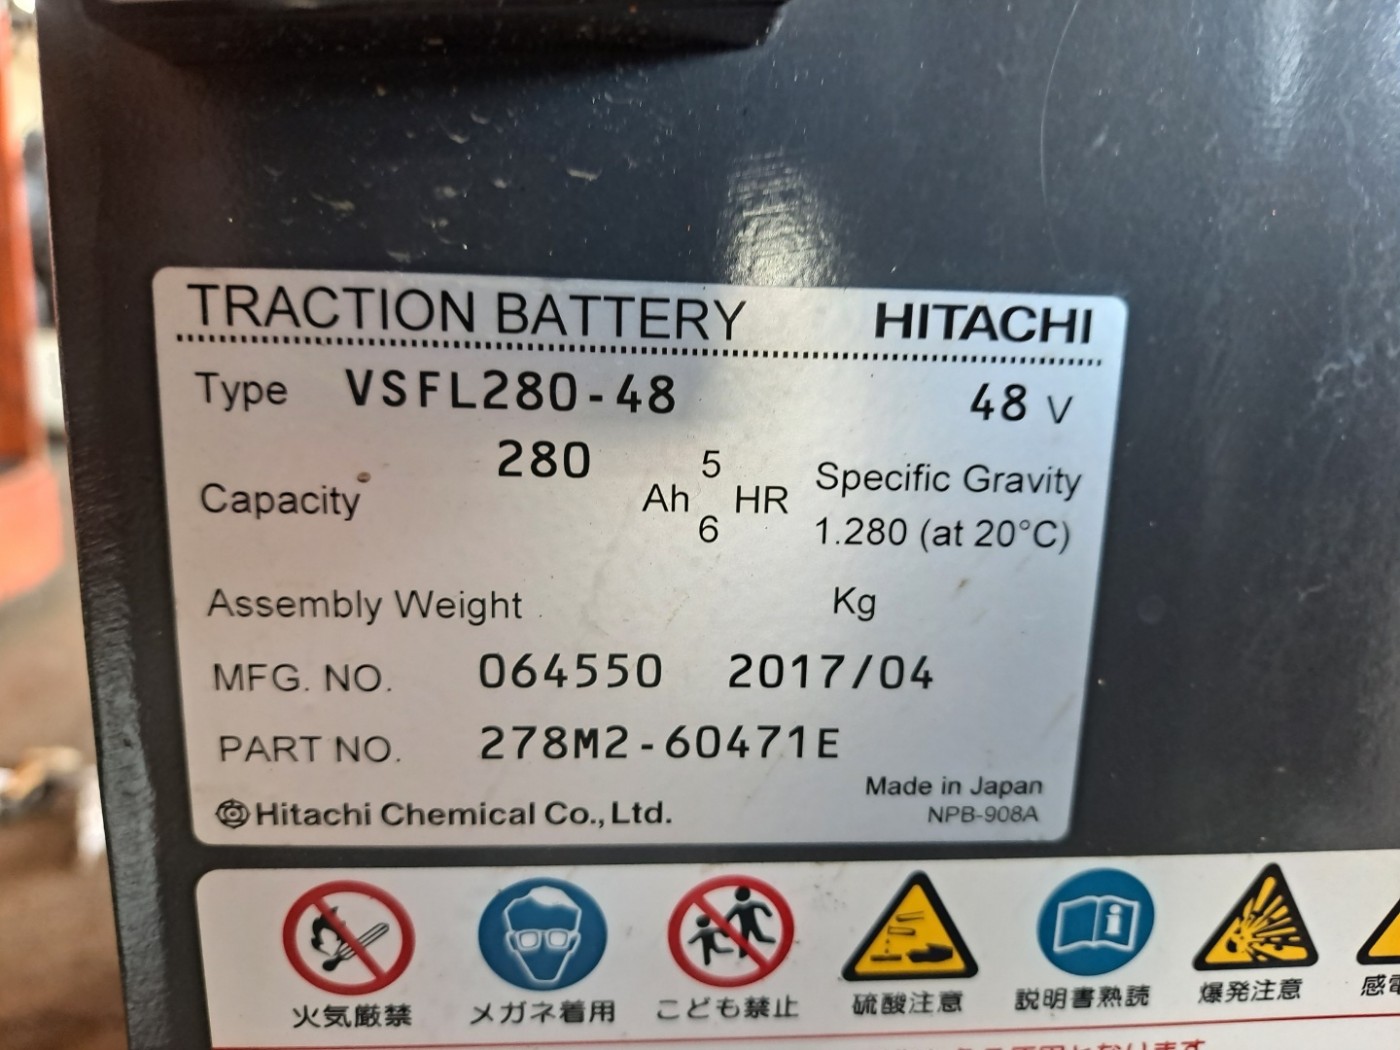 TRACTION BATTERY HITACHI
Type VSFL280-48 48 V
Capacity 280 Ah 5 6 HR Specific Gravity
1.280 (at 20°C)
Assembly Weight Kg
MFG. NO. 064550 2017/04
PART NO. 278M2-60471E
Made in Japan
Hitachi Chemical Co., Ltd. NPB-908A
火気厳禁 メガネ着用 こども禁止 硫酸注意 説明書熟読 爆発注意 感電